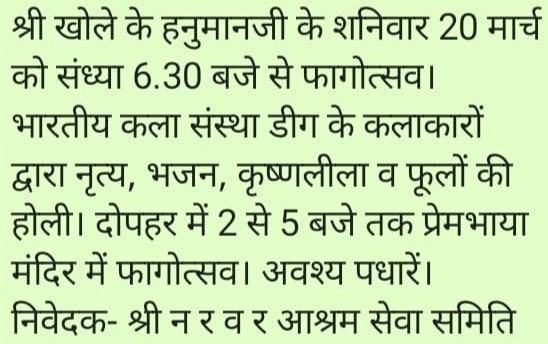 श्री खोले के हनुमानजी के शनिवार 20 मार्च
को संध्या 6.30 बजे से फागोत्सव।
भारतीय कला संस्था डीग के कलाकारों
द्वारा नृत्य, भजन, कृष्णलीला व फूलों की
होली। दोपहर में 2 से 5 बजे तक प्रेमभाया
मंदिर में फागोत्सव। अवश्य पधारें।
निवेदक- श्री न र व र आश्रम सेवा समिति